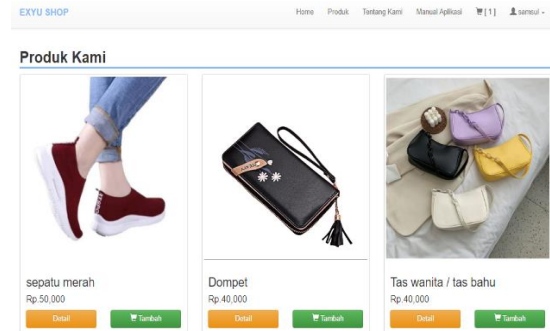 EXYU SHOP
Home Produk Tentang Kami Manual Aplikasi [ 1 ] samsul
Produk Kami
sepatu merah
Rp.50,000
Detail Tambah
Dompet
Rp.40,000
Detail Tambah
Tas wanita / tas bahu
Rp.40,000
Detail Tambah